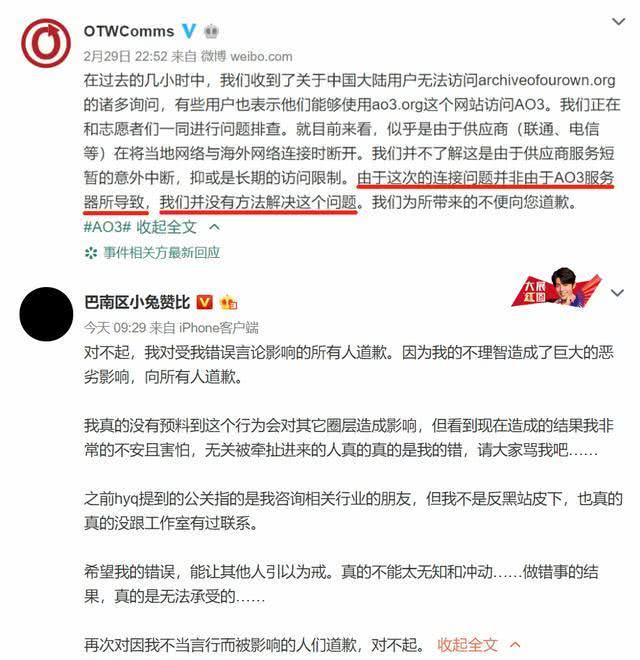 OTWComms
2月29日 22:52 来自 微博 weibo.com
在过去的几小时中，我们收到了关于中国大陆用户无法访问archiveofourown.org
的诸多询问，有些用户也表示他们能够使用ao3.org这个网站访问AO3。我们正在
和志愿者们一同进行问题排查。就目前来看，似乎是由于供应商（联通、电信
等）在将当地网络与海外网络连接时断开。我们并不了解这是由于供应商服务短
暂的意外中断，抑或是长期的访问限制。由于这次的连接问题并非由于AO3服务
器所导致，我们并没有方法解决这个问题。我们为所带来的不便向您道歉。
#AO3# 收起全文
事件相关方最新回应
大展
红图
巴南区小兔赞比
今天 09:29 来自 iPhone客户端
对不起，我对受我错误言论影响的所有人道歉。因为我的不理智造成了巨大的恶
劣影响，向所有人道歉。
我真的没有预料到这个行为会对其它圈层造成影响，但看到现在造成的结果我非
常的不安且害怕，无关被牵扯进来的人真的真的是我的错，请大家骂我吧……
之前hyq提到的公关指的是我咨询相关行业的朋友，但我不是反黑站皮下，也真的
真的没跟工作室有过联系。
希望我的错误，能让其他人引以为戒。真的不能太无知和冲动……做错事的结
果，真的是无法承受的……
再次对因我不当言行而被影响的人们道歉，对不起。 收起全文